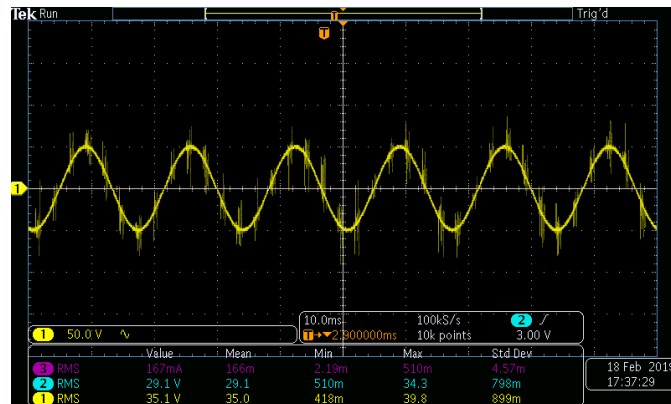 Tek Run Trig'd
T
T
1
10.0ms 100kS/s 2
1 50.0 V T→▼2.900000ms 10k points 3.00 V
Value Mean Min Max Std Dev
3 RMS 167mA 166m 2.19m 510m 4.57m
2 RMS 29.1 V 29.1 510m 34.3 798m
1 RMS 35.1 V 35.0 418m 39.8 899m
18 Feb 201
17:37:29